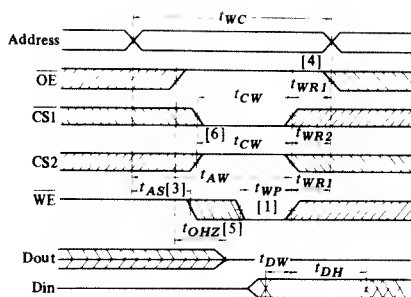 tWC
Address
[4]
OE
tCW tWR1
CS1
[6] tWR2
tCW
CS2
tAW
tAS[3] tWP tWR1
WE [1]
tOHZ[5]
Dout tDW
tDH
Din